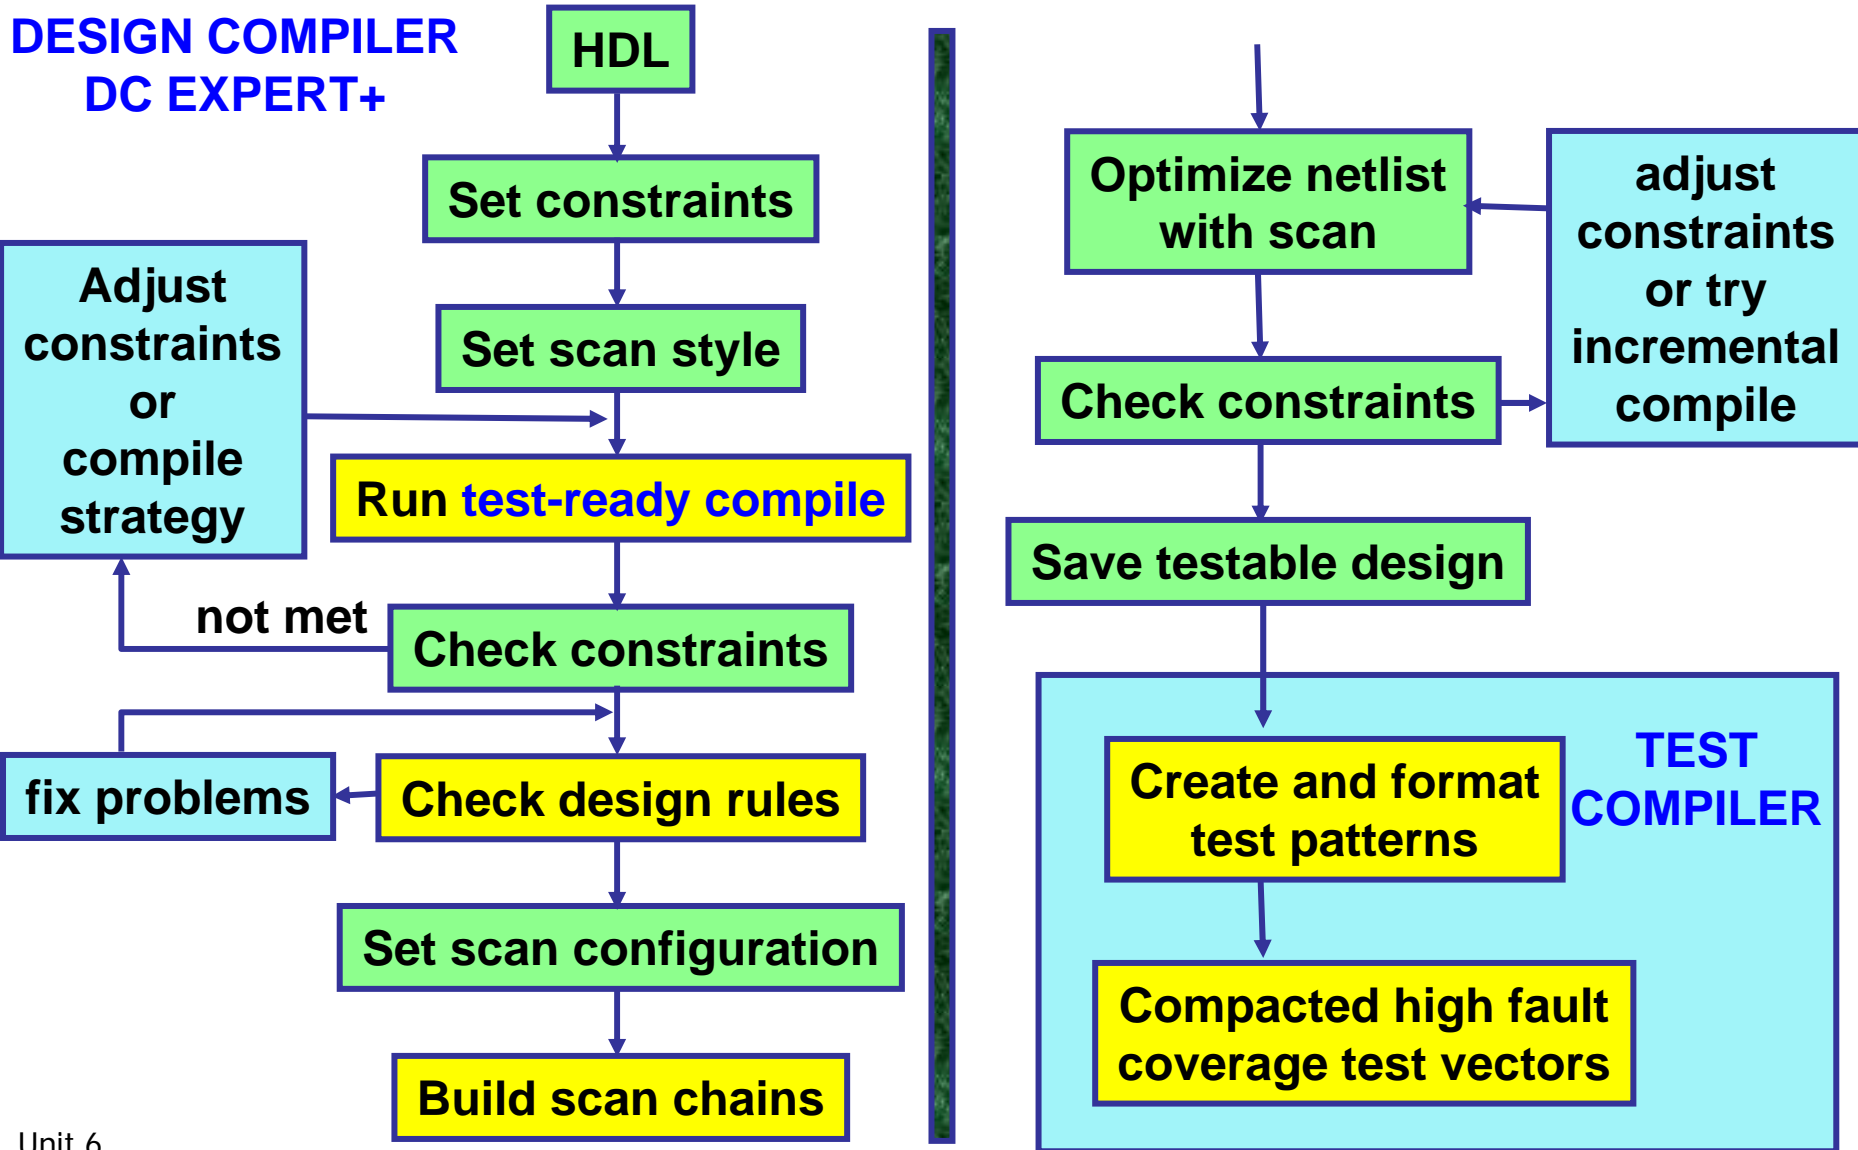 DESIGN COMPILER
DC EXPERT+
HDL
Set constraints
Set scan style
Adjust
constraints
or
compile
strategy
Run test-ready compile
not met
Check constraints
fix problems
Check design rules
Set scan configuration
Build scan chains
Unit 6
Optimize netlist
with scan
adjust
constraints
or try
incremental
compile
Check constraints
Save testable design
TEST
COMPILER
Create and format
test patterns
Compacted high fault
coverage test vectors